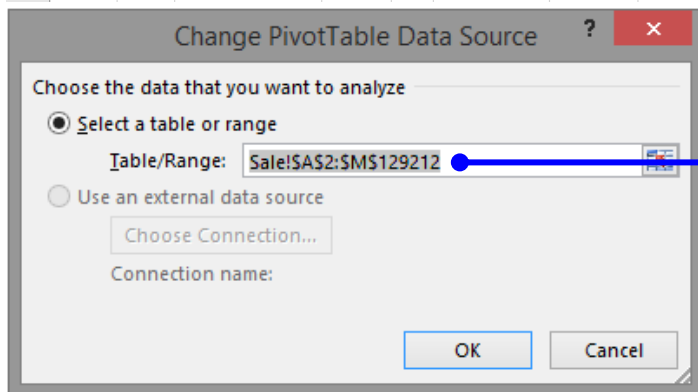 Change PivotTable Data Source ? ×
Choose the data that you want to analyze
Select a table or range
Table/Range: Sale!$A$2:$M$129212
Use an external data source
Choose Connection...
Connection name:
OK Cancel